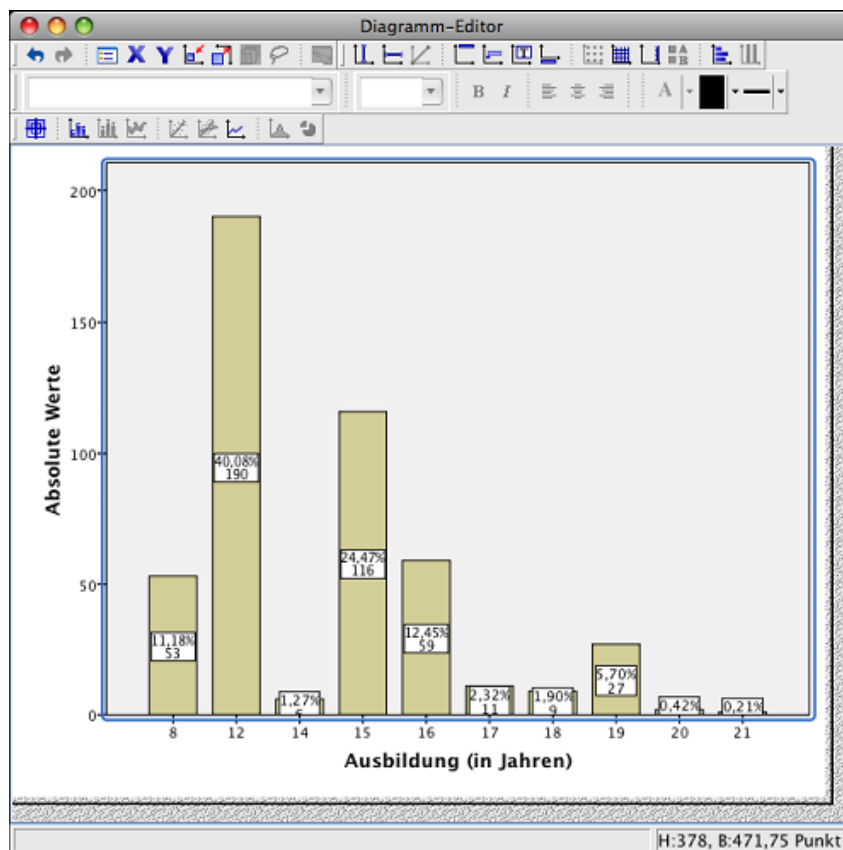 Diagramm-Editor
X Y
B I
A
200
150
100
50
0
Absolute Werte
11,18%
53
40,08%
190
1,27%
24,47%
116
12,45%
59
2,32%
11
1,90%
9
5,70%
27
0,42%
0,21%
8 12 14 15 16 17 18 19 20 21
Ausbildung (in Jahren)
H:378, B:471,75 Punkt